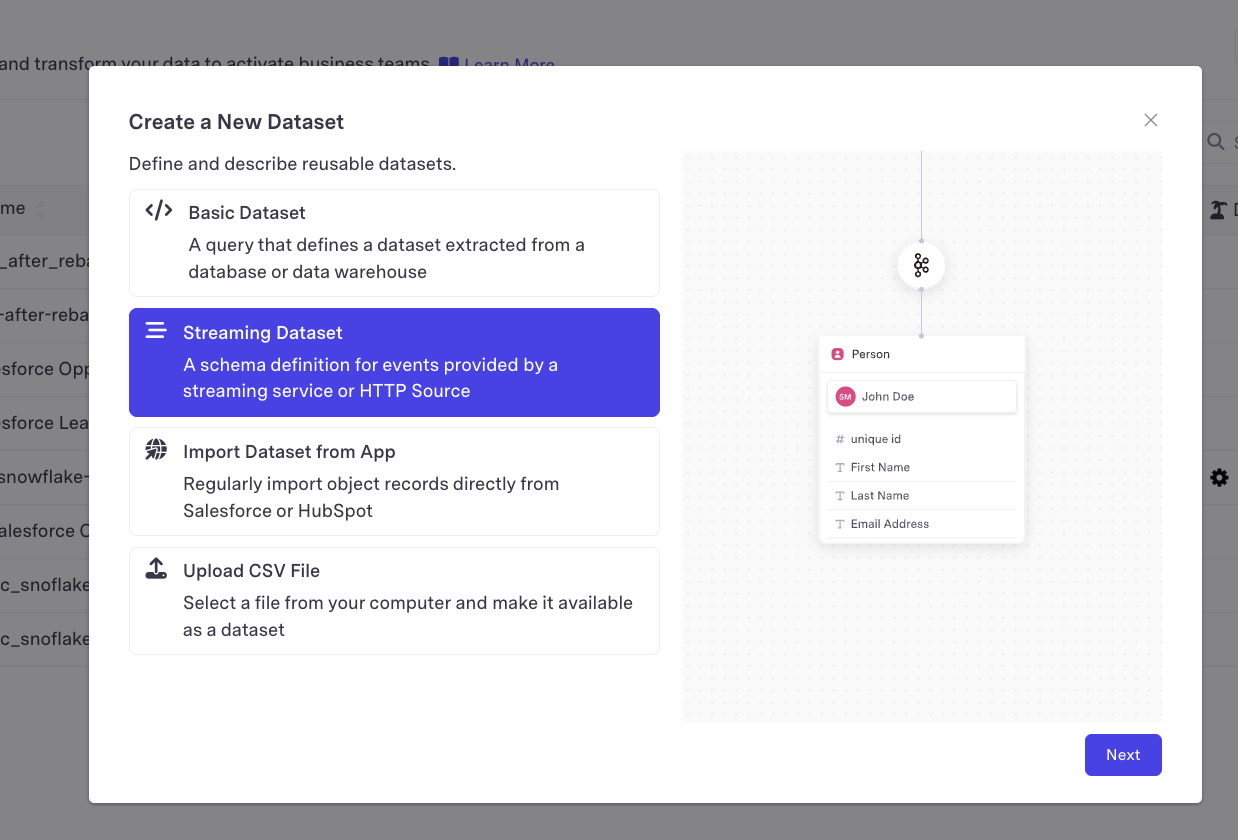 and transform your data to activate business teams. Learn More
Create a New Dataset
Define and describe reusable datasets.
Basic Dataset
A query that defines a dataset extracted from a
database or data warehouse
Streaming Dataset
A schema definition for events provided by a
streaming service or HTTP Source
Import Dataset from App
Regularly import object records directly from
Salesforce or HubSpot
Upload CSV File
Select a file from your computer and make it available
as a dataset
Person
SM John Doe
# unique id
T First Name
T Last Name
T Email Address
Next
me
_after_reba
-after-reba
sforce Opp
sforce Lea
snowflake-
alesforce C
c_snoflake
c_snoflake